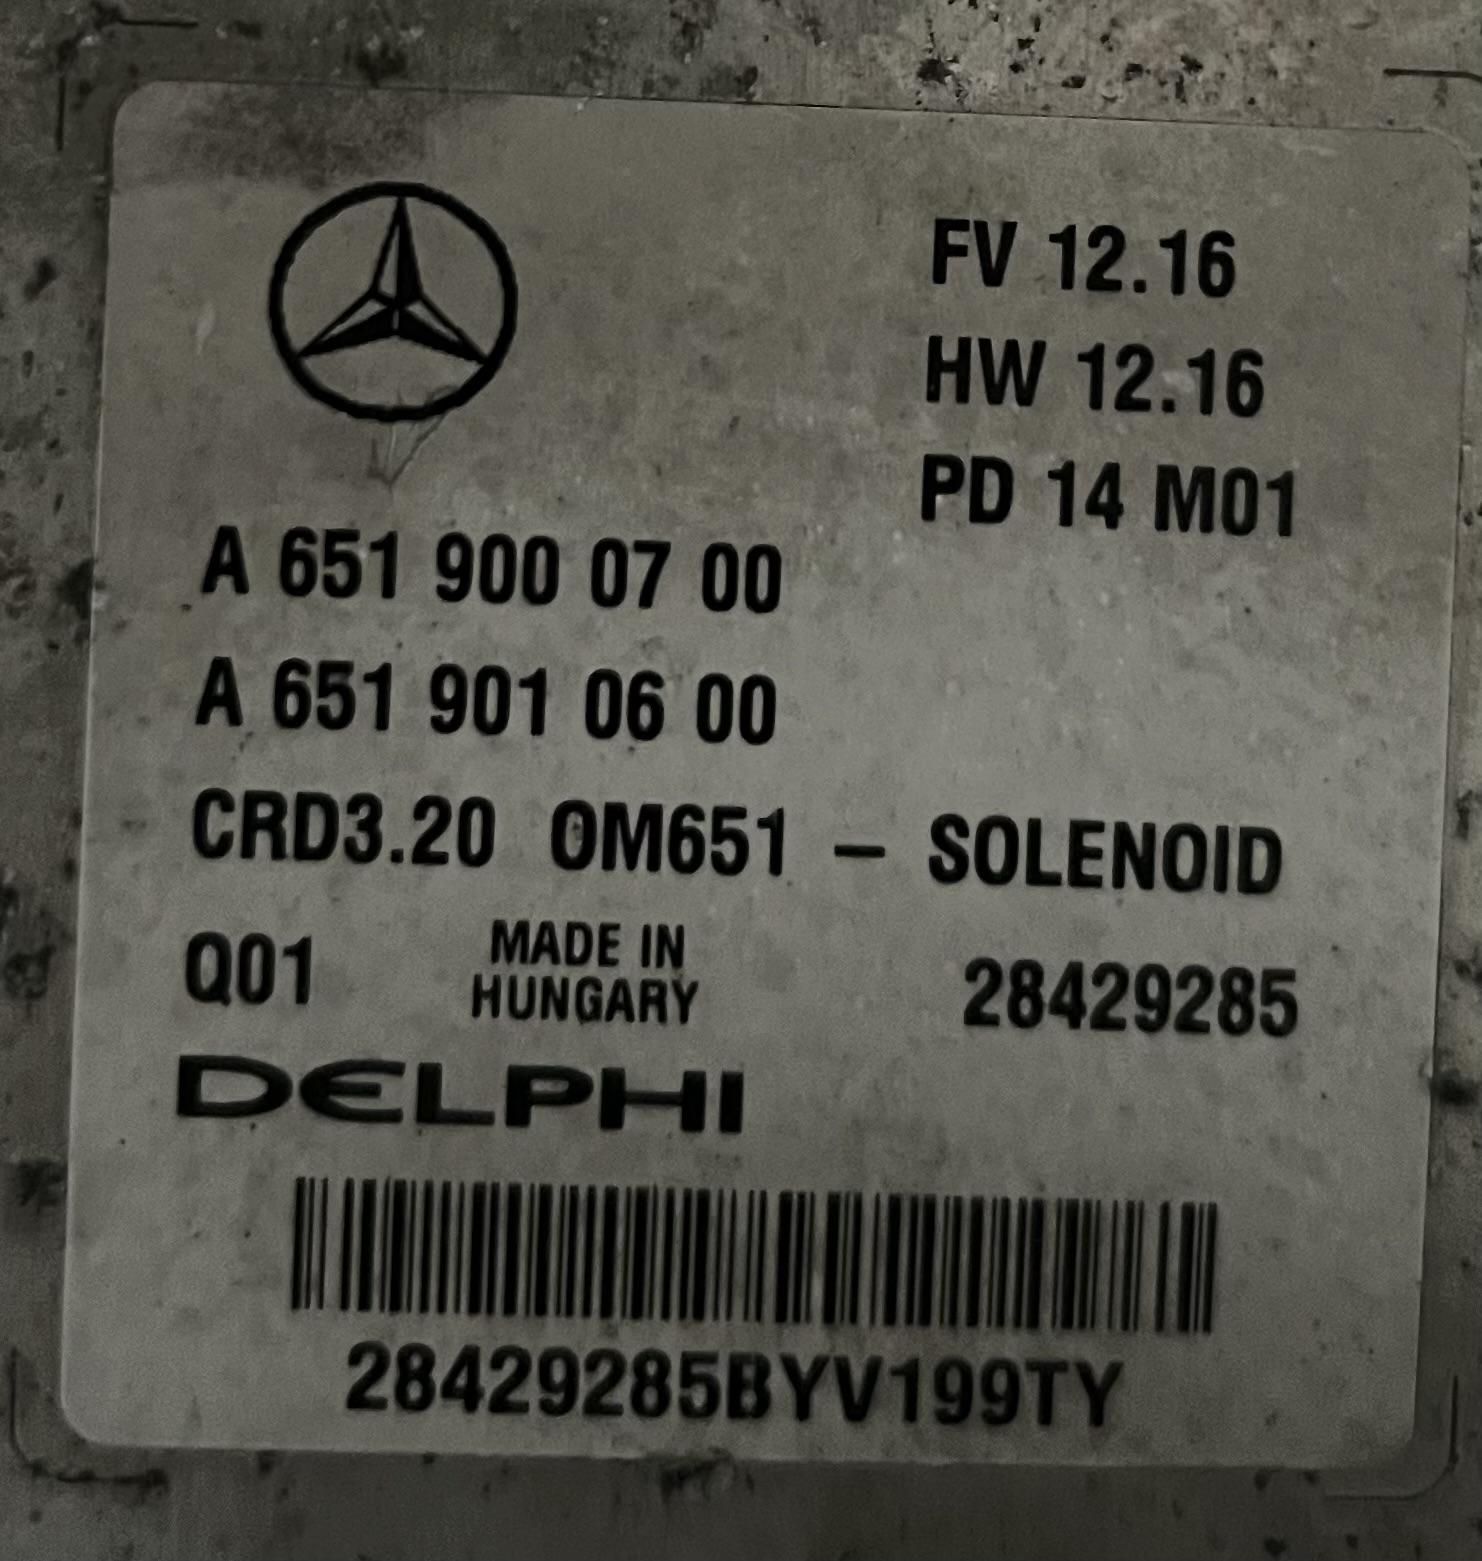 FV 12.16
HW 12.16
PD 14 M01
A 651 900 07 00
A 651 901 06 00
CRD3.20 OM651 – SOLENOID
Q01
MADE IN
HUNGARY
28429285
DELPHI
28429285BYV199TY